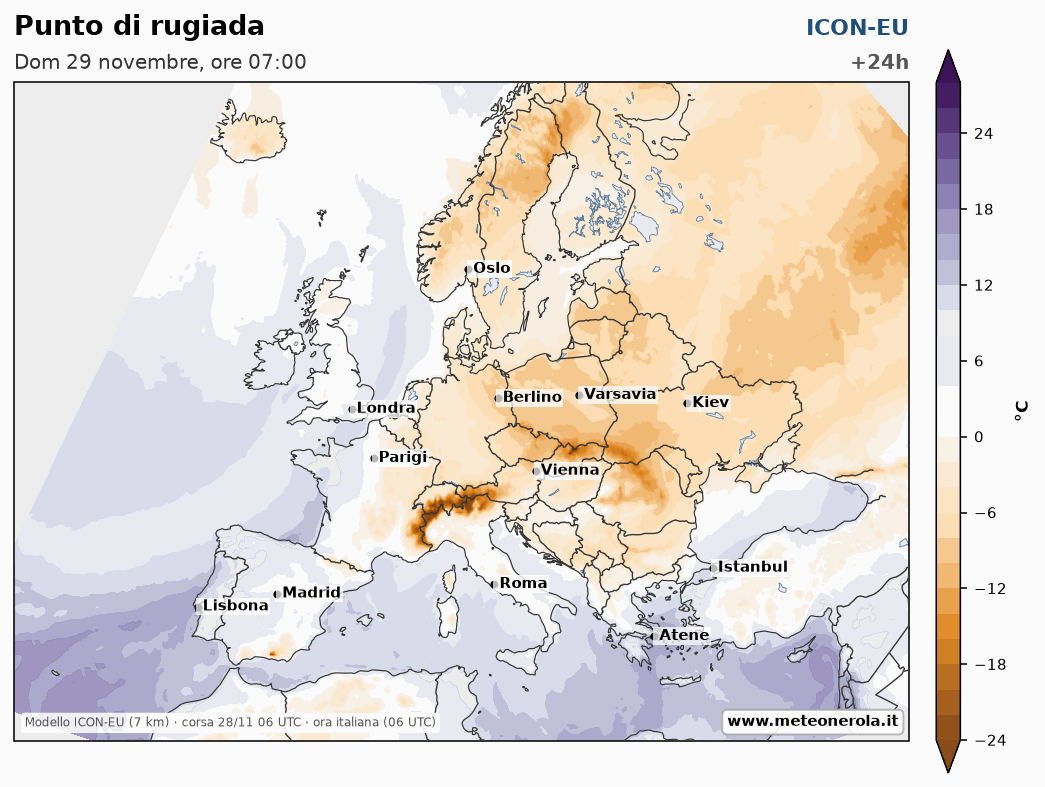 Punto di rugiada
ICON-EU
Dom 29 novembre, ore 07:00
+24h
24
18
12
6
0
−6
−12
−18
−24
°C
Oslo
Berlino
Varsavia
Kiev
Londra
Parigi
Vienna
Istanbul
Roma
Madrid
Lisbona
Atene
Modello ICON-EU (7 km) · corsa 28/11 06 UTC · ora italiana (06 UTC)
www.meteonerola.it